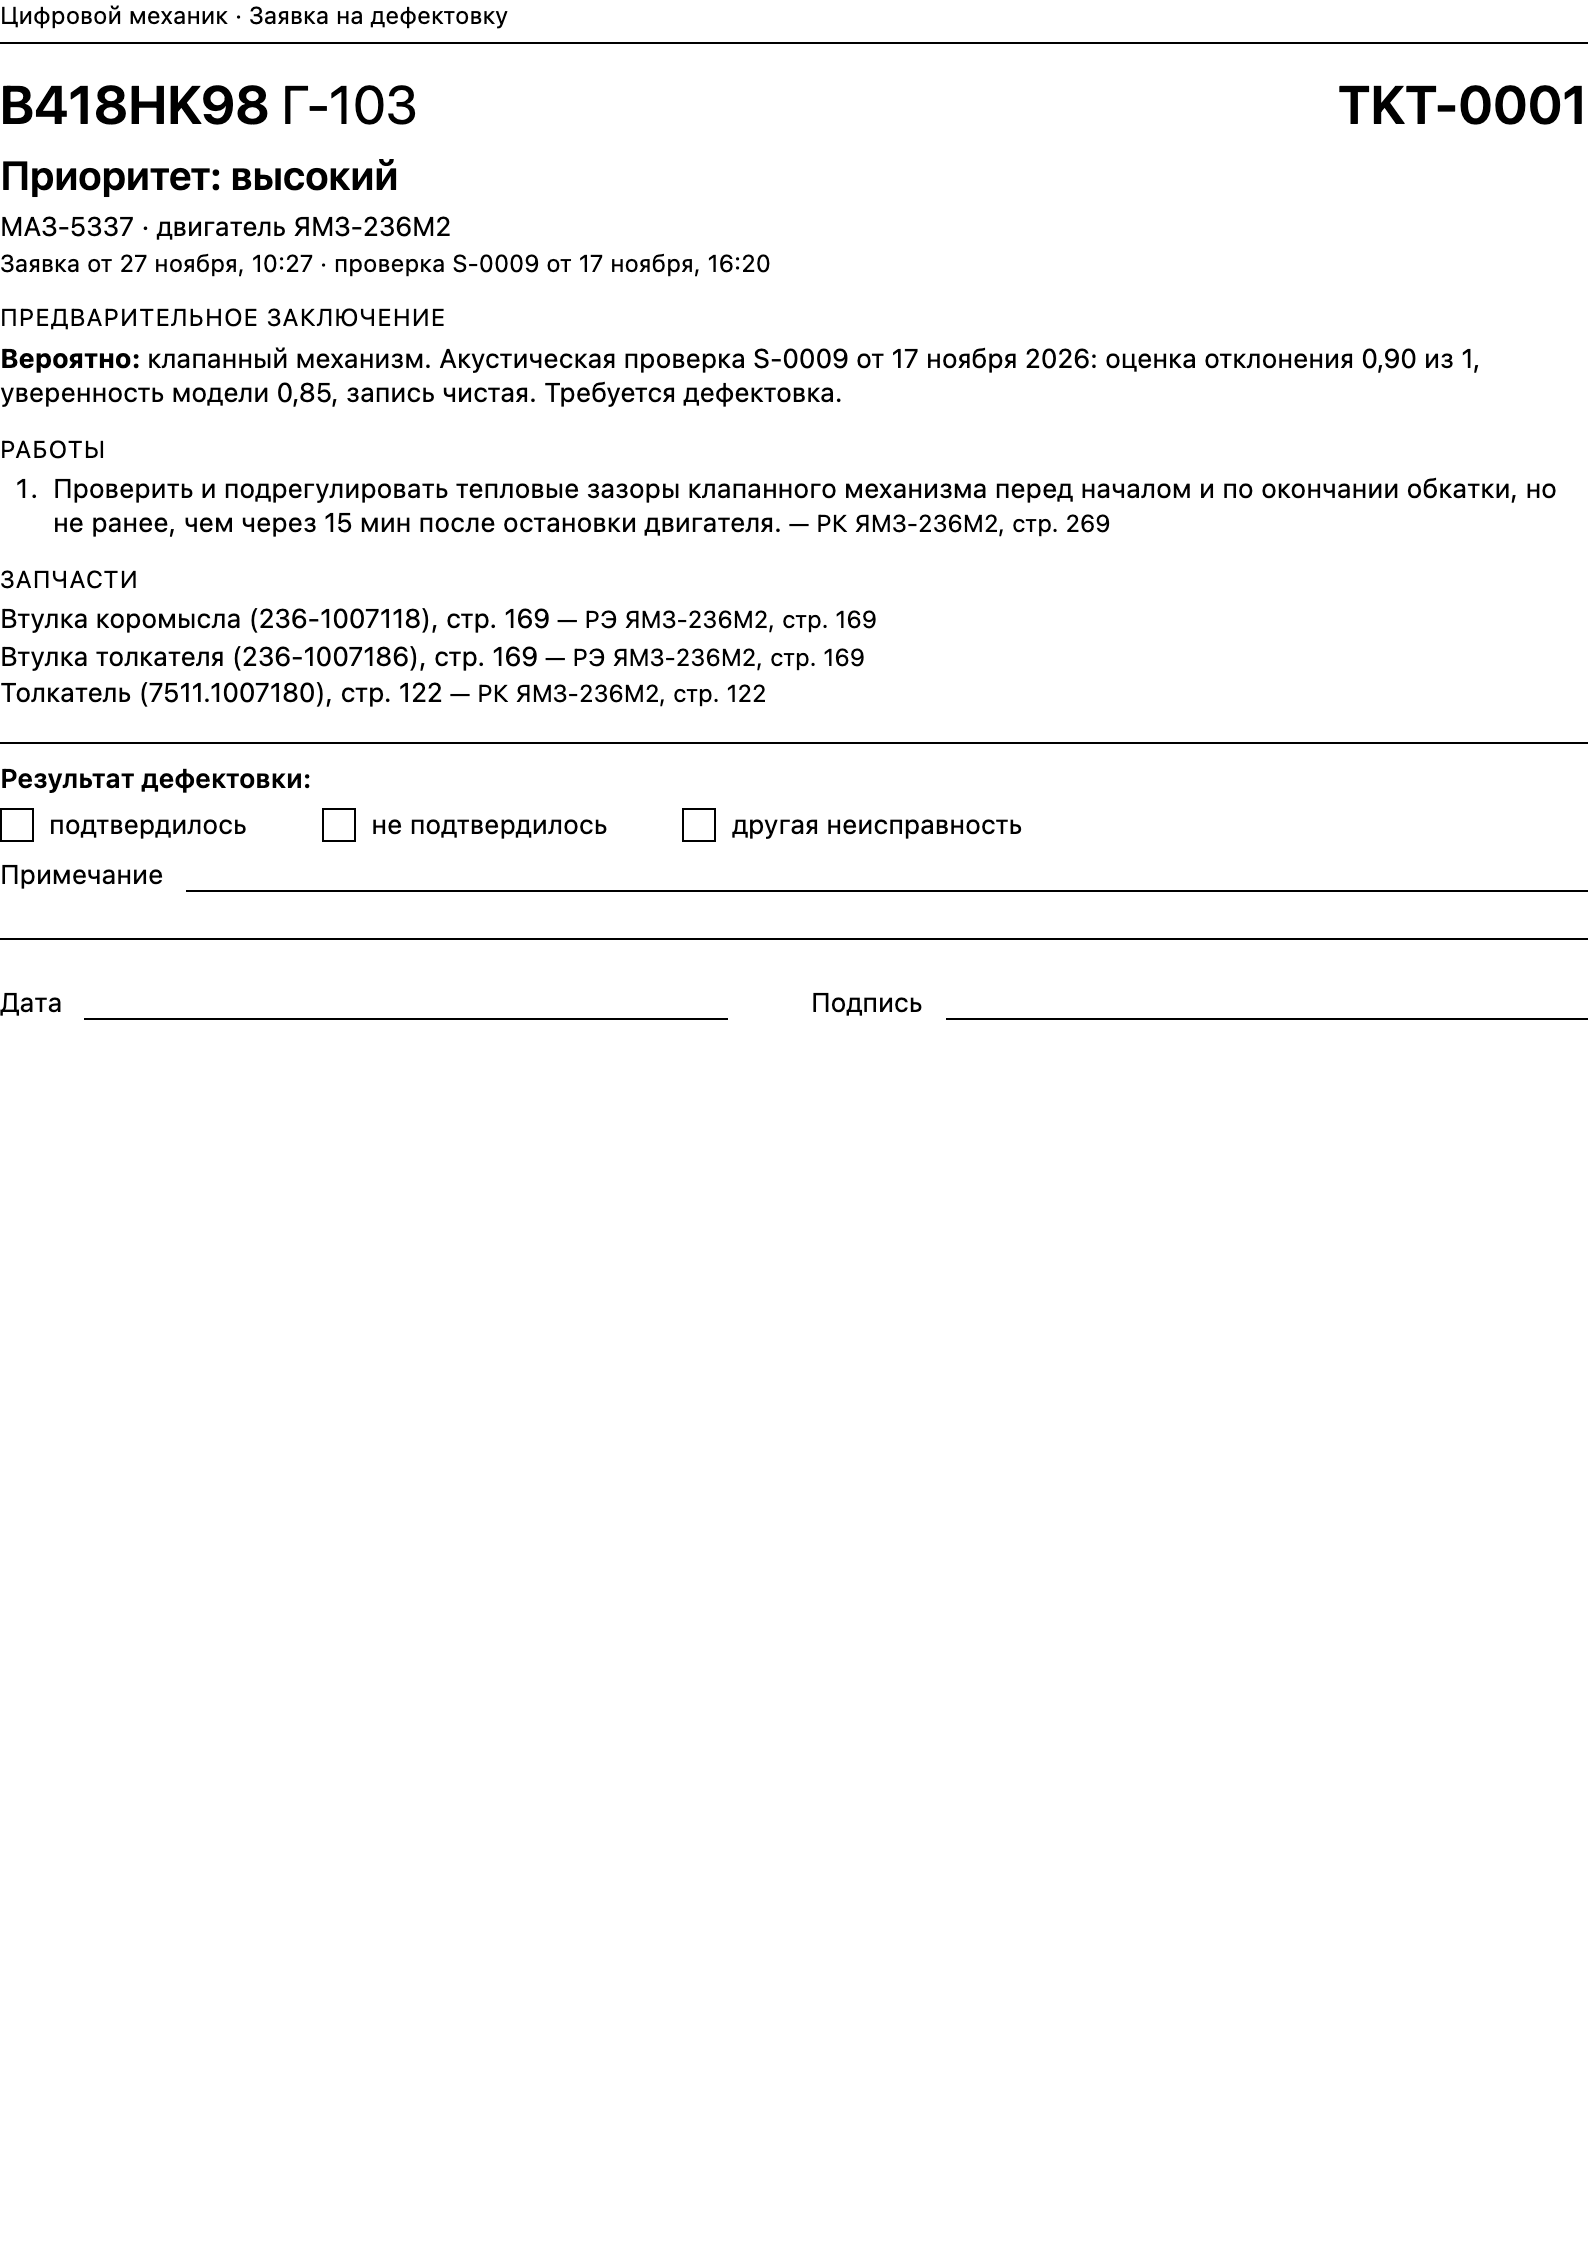 Цифровой механик · Заявка на дефектовку
В418НК98 Г-103
ТКТ-0001
Приоритет: высокий
МАЗ-5337 · двигатель ЯМЗ-236М2
Заявка от 27 ноября, 10:27 · проверка S-0009 от 17 ноября, 16:20
ПРЕДВАРИТЕЛЬНОЕ ЗАКЛЮЧЕНИЕ
Вероятно: клапанный механизм. Акустическая проверка S-0009 от 17 ноября 2026: оценка отклонения 0,90 из 1,
уверенность модели 0,85, запись чистая. Требуется дефектовка.
РАБОТЫ
1. Проверить и подрегулировать тепловые зазоры клапанного механизма перед началом и по окончании обкатки, но
не ранее, чем через 15 мин после остановки двигателя. — РК ЯМЗ-236М2, стр. 269
ЗАПЧАСТИ
Втулка коромысла (236-1007118), стр. 169 — РЭ ЯМЗ-236М2, стр. 169
Втулка толкателя (236-1007186), стр. 169 — РЭ ЯМЗ-236М2, стр. 169
Толкатель (7511.1007180), стр. 122 — РК ЯМЗ-236М2, стр. 122
Результат дефектовки:
подтвердилось не подтвердилось другая неисправность
Примечание
Дата Подпись